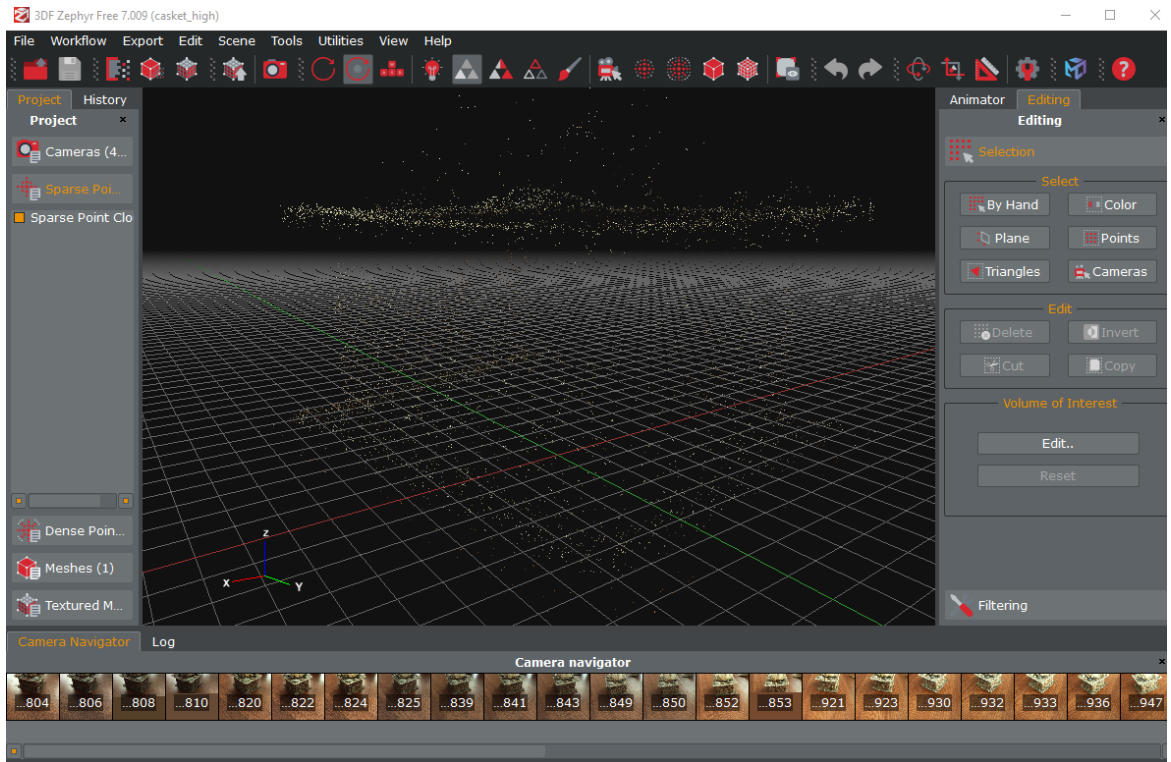 3DF Zephyr Free 7.009 (casket_high)
File Workflow Export Edit Scene Tools Utilities View Help
Project History
Project
Cameras (4...
Sparse Poi...
Sparse Point Clo
Dense Poin...
Meshes (1)
Textured M...
z
x
Y
Animator Editing
Editing
Selection
Select
By Hand Color
Plane Points
Triangles Cameras
Edit
Delete Invert
Cut Copy
Volume of Interest
Edit..
Reset
Filtering
Camera Navigator Log
Camera navigator
...804 ...806 ...808 ...810 ...820 ...822 ...824 ...825 ...839 ...841 ...843 ...849 ...850 ...852 ...853 ...921 ...923 ...930 ...932 ...933 ...936 ...947